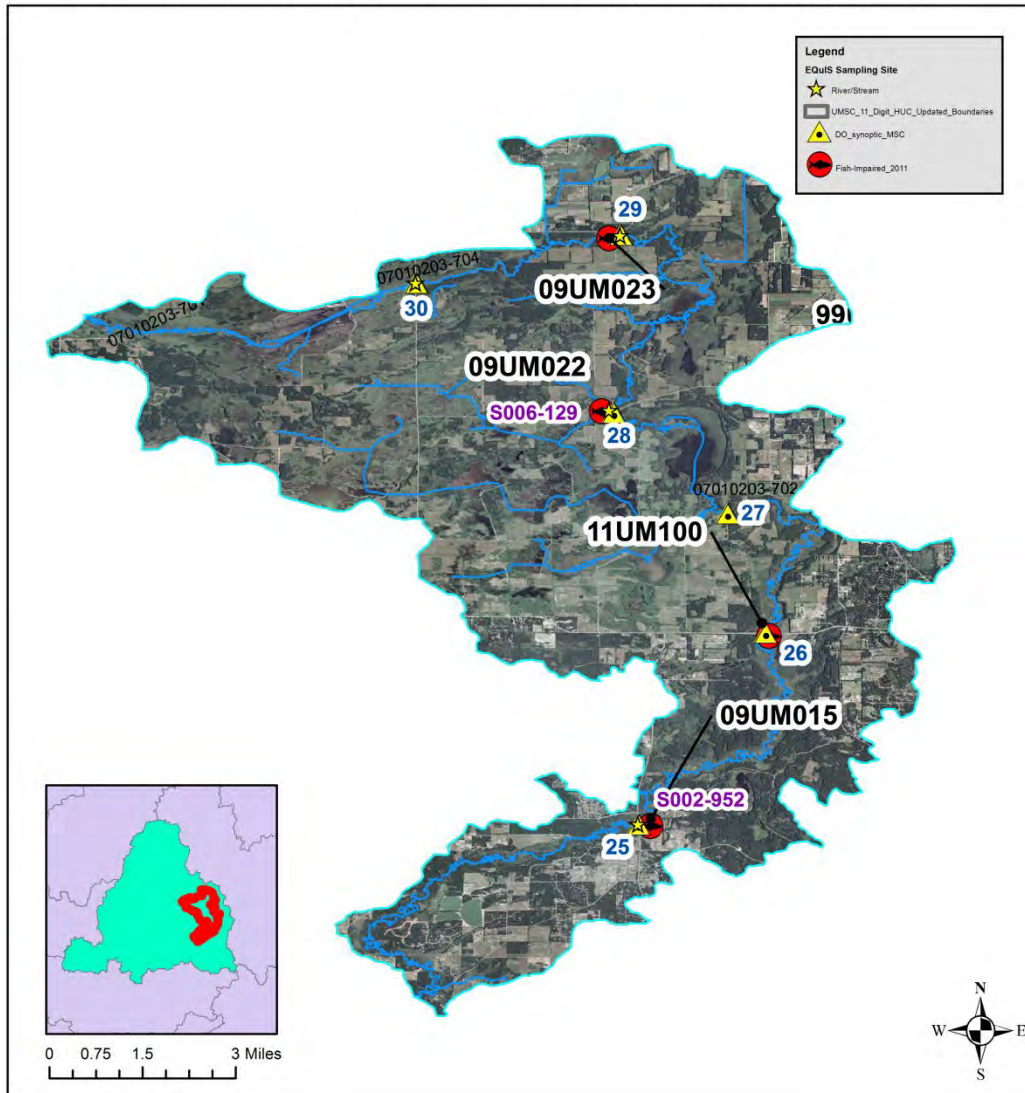 Legend
EQuIS Sampling Site
River/Stream
UMSC_11_Digit_HUC_Updated_Boundaries
DO_synoptic_MSC
Fish-Impaired_2011
29
07010203-704
09UM023
30
99
09UM022
S006-129
28
07010203-702
27
11UM100
26
09UM015
S002-952
25
0 0.75 1.5 3 Miles
N
W E
S